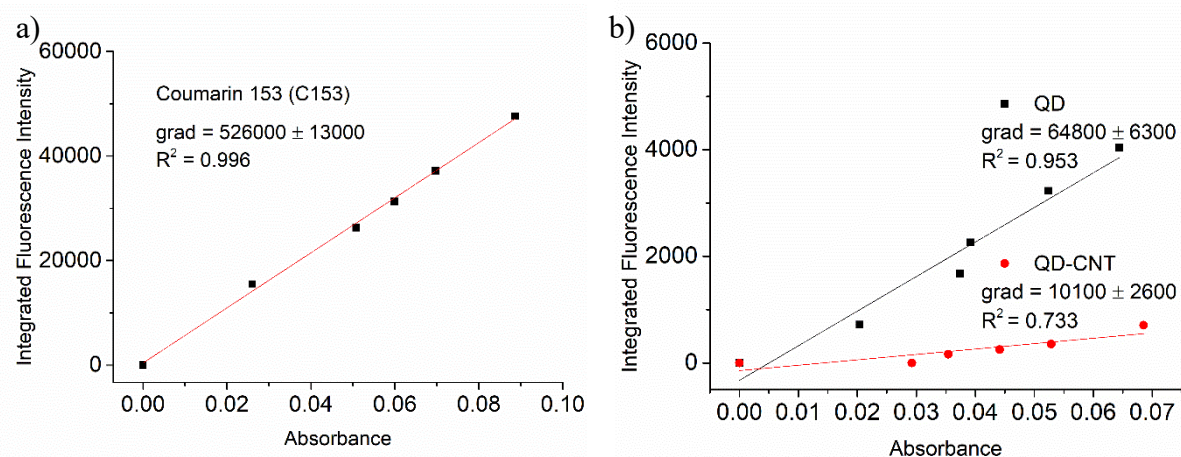 a)
Integrated Fluorescence Intensity
60000
40000
20000
0
Coumarin 153 (C153)
grad = 526000 ± 13000
R² = 0.996
0.00 0.02 0.04 0.06 0.08 0.10
Absorbance
b)
Integrated Fluorescence Intensity
6000
4000
2000
0
QD
grad = 64800 ± 6300
R² = 0.953
QD-CNT
grad = 10100 ± 2600
R² = 0.733
0.00 0.01 0.02 0.03 0.04 0.05 0.06 0.07
Absorbance